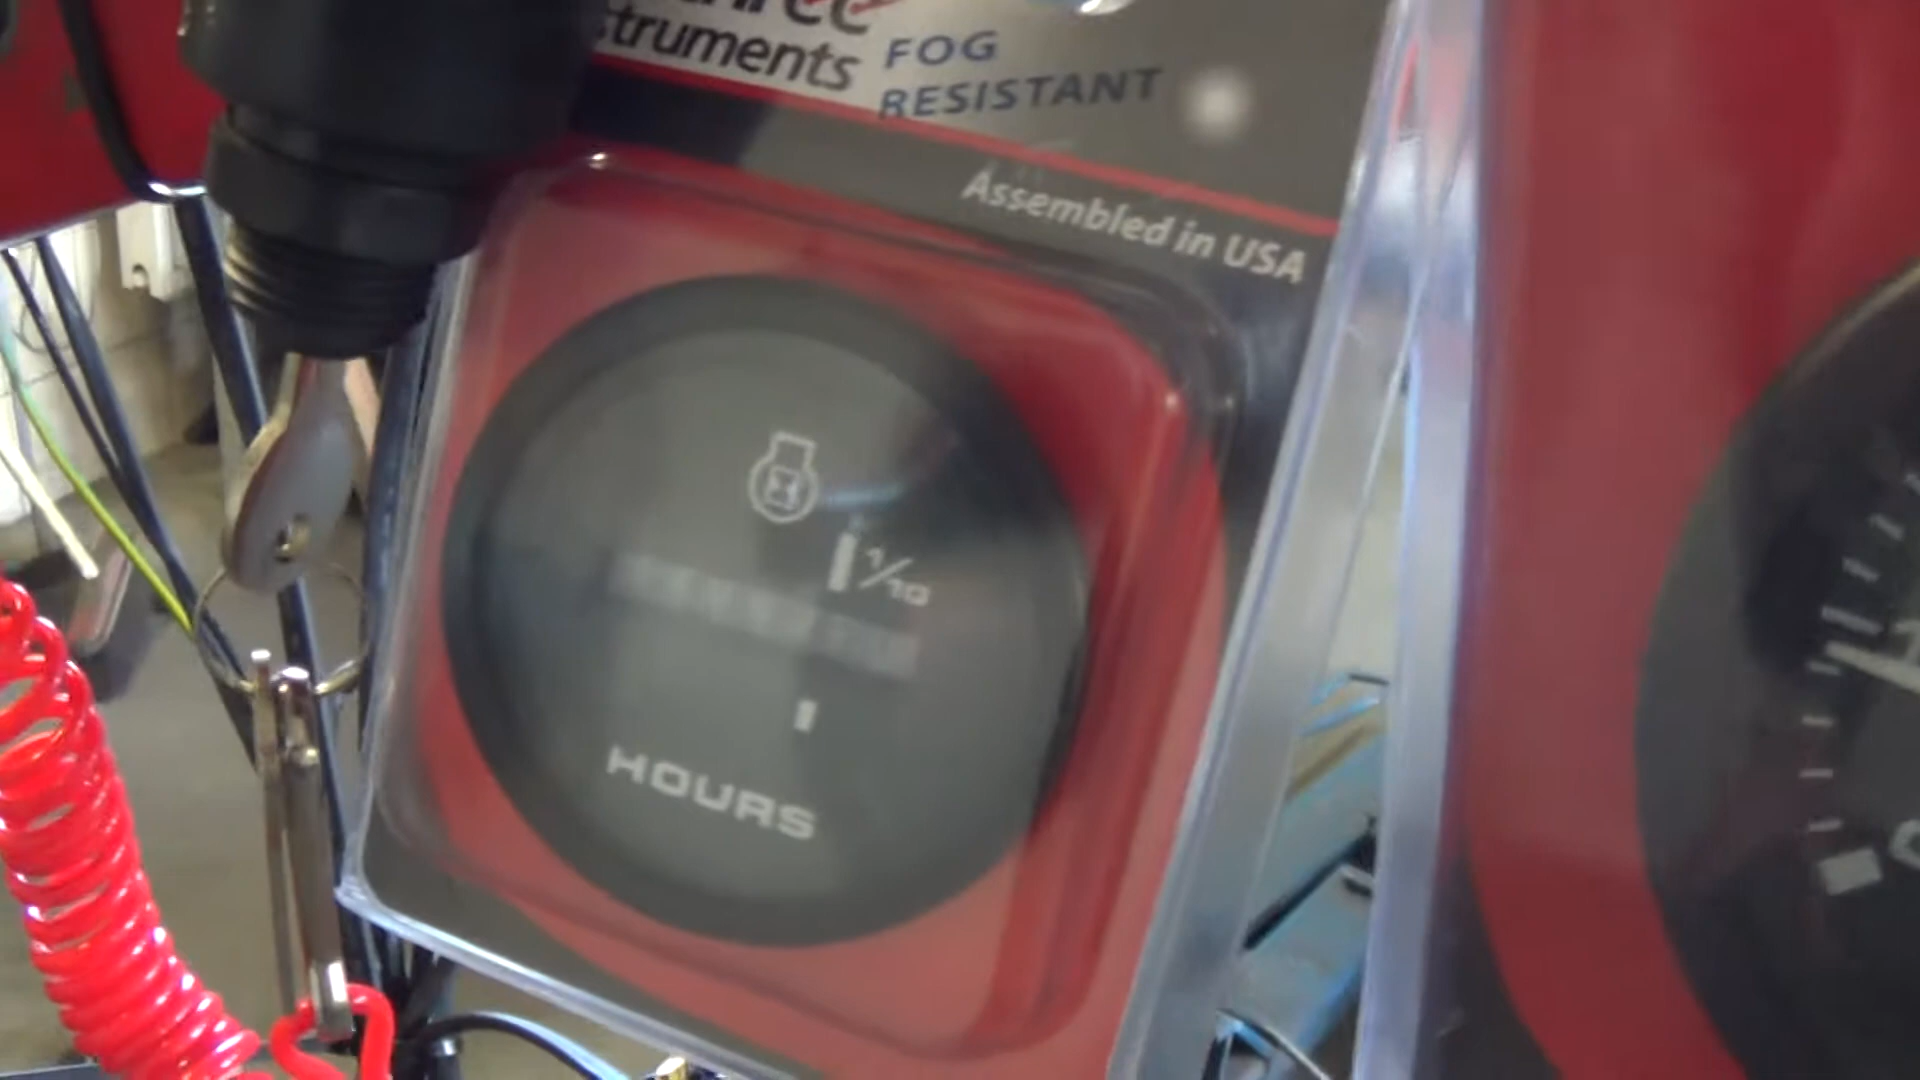 struments
FOG
RESISTANT
Assembled in USA
1/10
HOURS